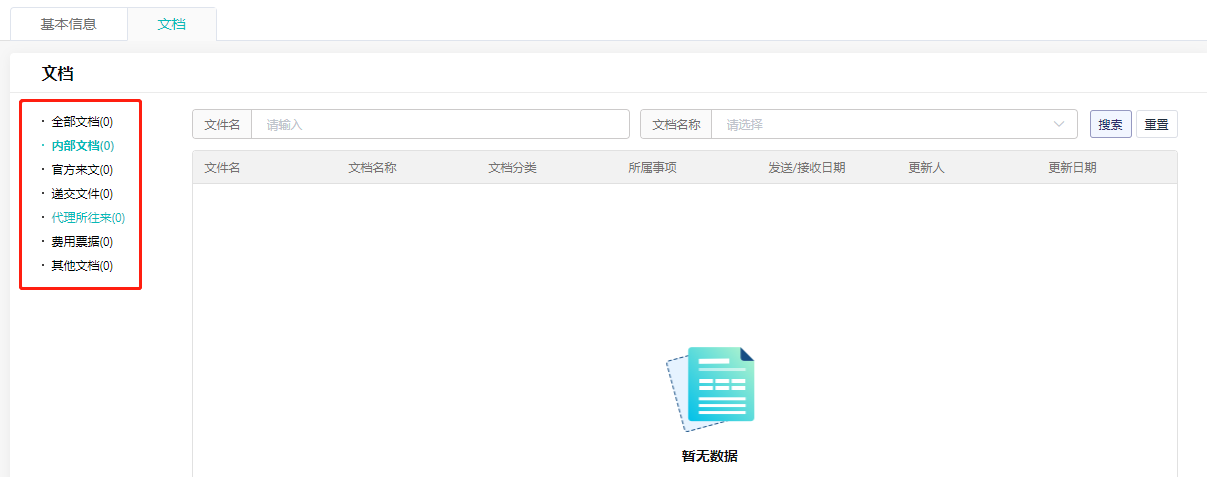 基本信息 文档
文档
全部文档(0)
内部文档(0)
官方来文(0)
递交文件(0)
代理所往来(0)
费用票据(0)
其他文档(0)
文件名 请输入 文档名称 请选择 搜索 重置
文件名 文档名称 文档分类 所属事项 发送/接收日期 更新人 更新日期
暂无数据